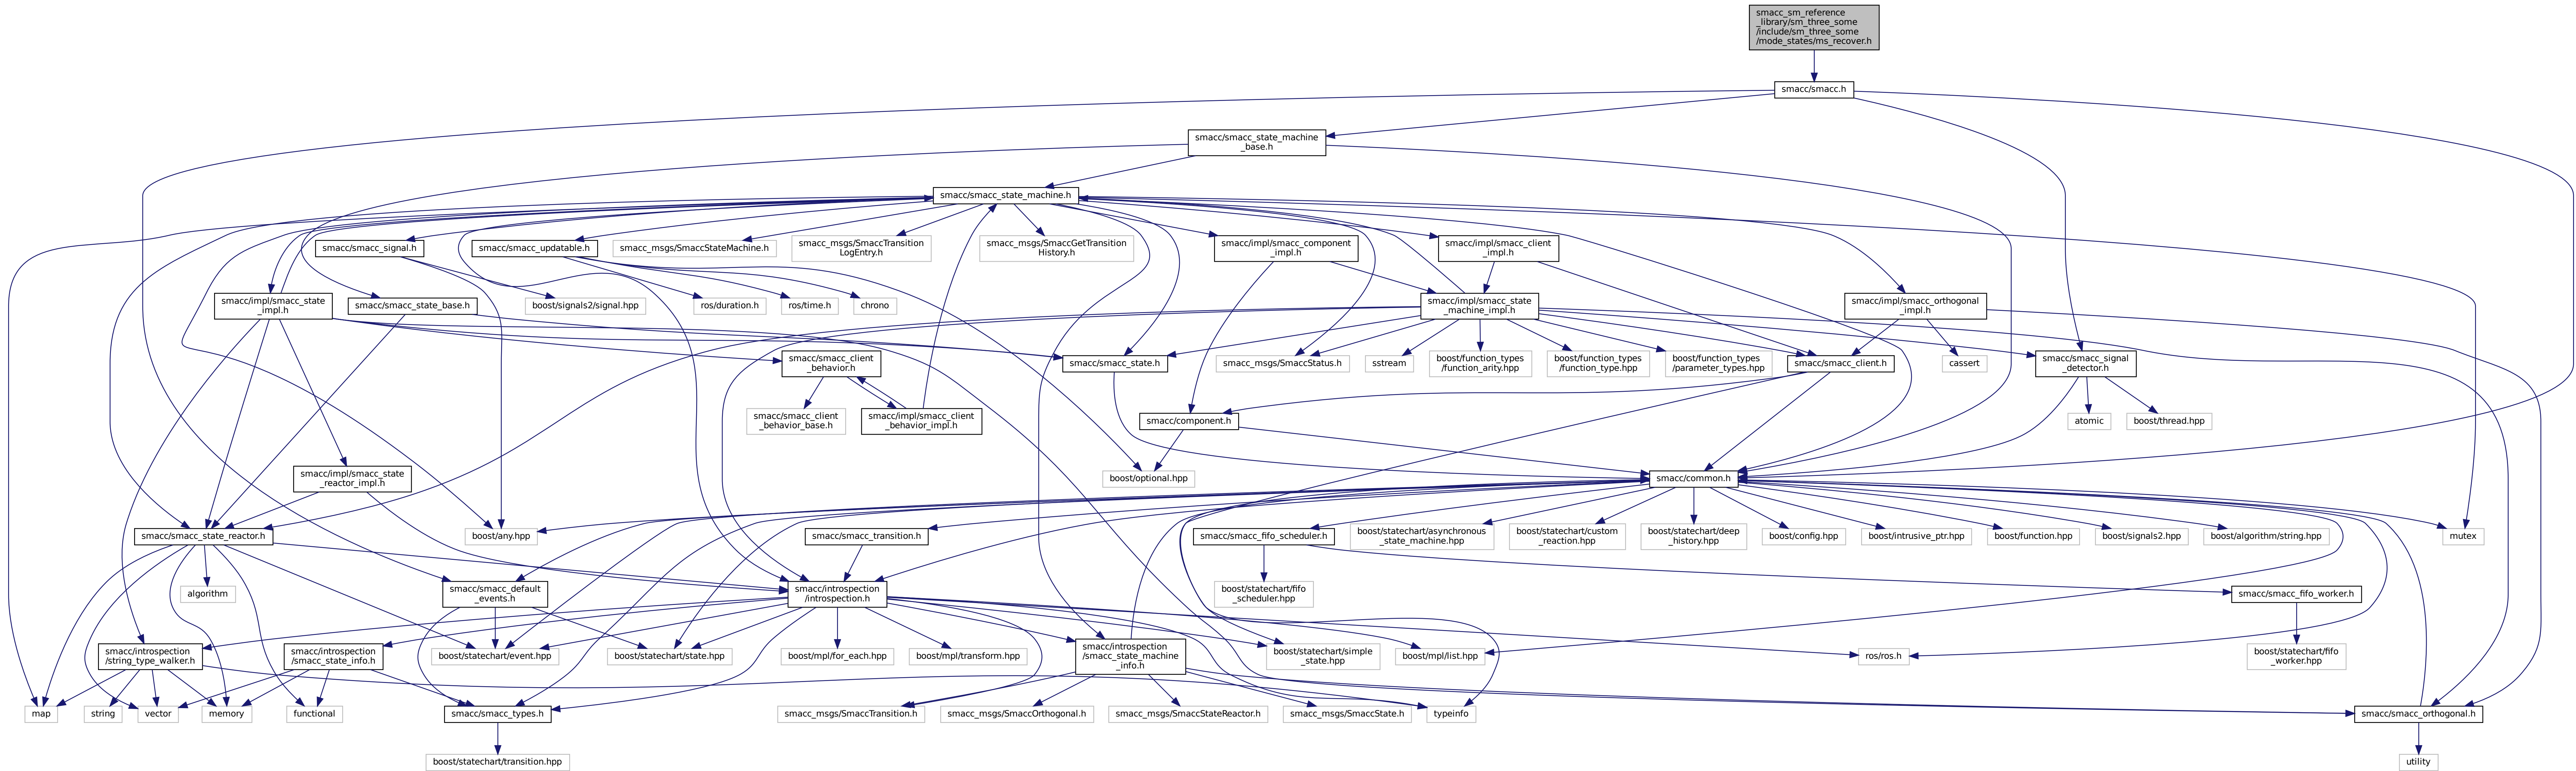 smacc_sm_reference
_library/sm_three_some
/include/sm_three_some
/mode_states/ms_recover.h
smacc/smacc.h
smacc/smacc_state_machine
_base.h
smacc/smacc_state_machine.h
smacc/smacc_signal.h
smacc/smacc_updatable.h
smacc_msgs/SmaccStateMachine.h
smacc_msgs/SmaccTransition
LogEntry.h
smacc_msgs/SmaccGetTransition
History.h
smacc/impl/smacc_component
_impl.h
smacc/impl/smacc_client
_impl.h
smacc/impl/smacc_state
_impl.h
smacc/smacc_state_base.h
boost/signals2/signal.hpp
ros/duration.h
ros/time.h
chrono
smacc/impl/smacc_state
_machine_impl.h
smacc/impl/smacc_orthogonal
_impl.h
smacc/smacc_client
_behavior.h
smacc/smacc_state.h
smacc_msgs/SmaccStatus.h
sstream
boost/function_types
/function_arity.hpp
boost/function_types
/function_type.hpp
boost/function_types
/parameter_types.hpp
smacc/smacc_client.h
cassert
smacc/smacc_signal
_detector.h
smacc/smacc_client
_behavior_base.h
smacc/impl/smacc_client
_behavior_impl.h
smacc/component.h
atomic
boost/thread.hpp
smacc/impl/smacc_state
_reactor_impl.h
boost/optional.hpp
smacc/common.h
smacc/smacc_state_reactor.h
boost/any.hpp
smacc/smacc_transition.h
smacc/smacc_fifo_scheduler.h
boost/statechart/asynchronous
_state_machine.hpp
boost/statechart/custom
_reaction.hpp
boost/statechart/deep
_history.hpp
boost/config.hpp
boost/intrusive_ptr.hpp
boost/function.hpp
boost/signals2.hpp
boost/algorithm/string.hpp
mutex
algorithm
smacc/smacc_default
_events.h
smacc/introspection
/introspection.h
boost/statechart/fifo
_scheduler.hpp
smacc/smacc_fifo_worker.h
smacc/introspection
/string_type_walker.h
smacc/introspection
/smacc_state_info.h
boost/statechart/event.hpp
boost/statechart/state.hpp
boost/mpl/for_each.hpp
boost/mpl/transform.hpp
smacc/introspection
/smacc_state_machine
_info.h
boost/statechart/simple
_state.hpp
boost/mpl/list.hpp
ros/ros.h
boost/statechart/fifo
_worker.hpp
map
string
vector
memory
functional
smacc/smacc_types.h
smacc_msgs/SmaccTransition.h
smacc_msgs/SmaccOrthogonal.h
smacc_msgs/SmaccStateReactor.h
smacc_msgs/SmaccState.h
typeinfo
smacc/smacc_orthogonal.h
boost/statechart/transition.hpp
utility